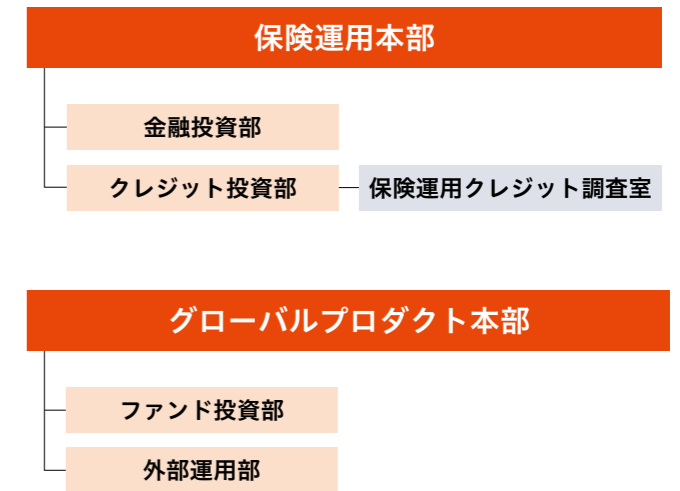 保険運用本部
金融投資部
クレジット投資部
保険運用クレジット調査室
グローバルプロダクト本部
ファンド投資部
外部運用部